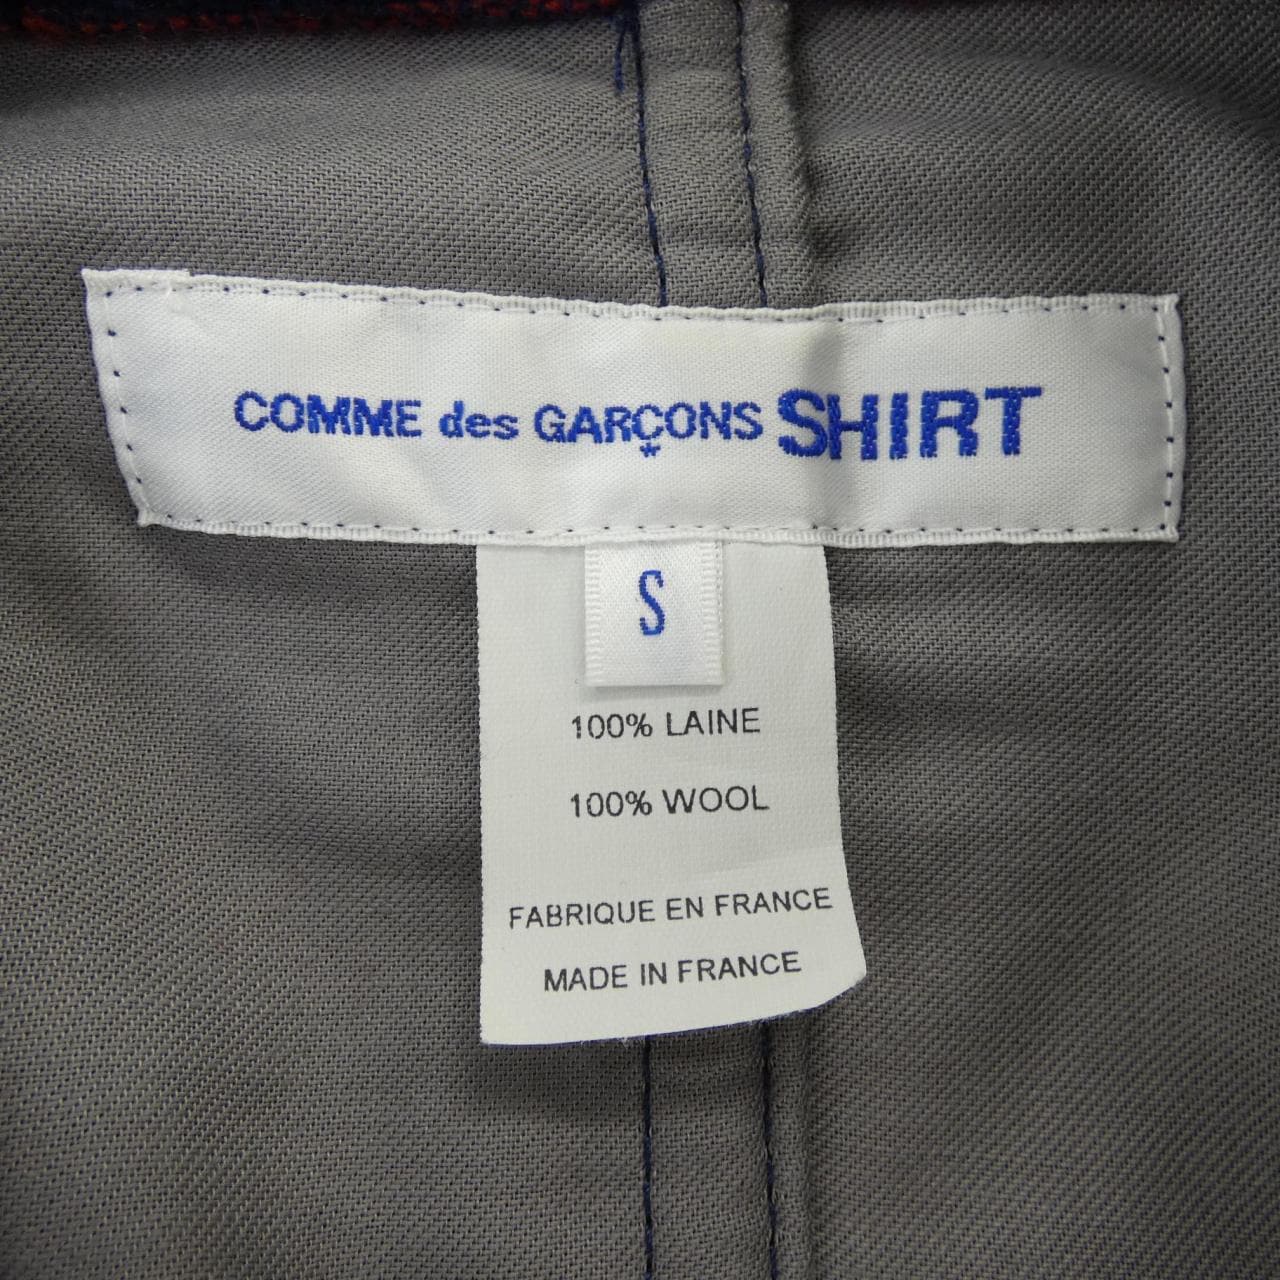 COMME des GARÇONS SHIRT
S
100% LAINE
100% WOOL
FABRIQUE EN FRANCE
MADE IN FRANCE